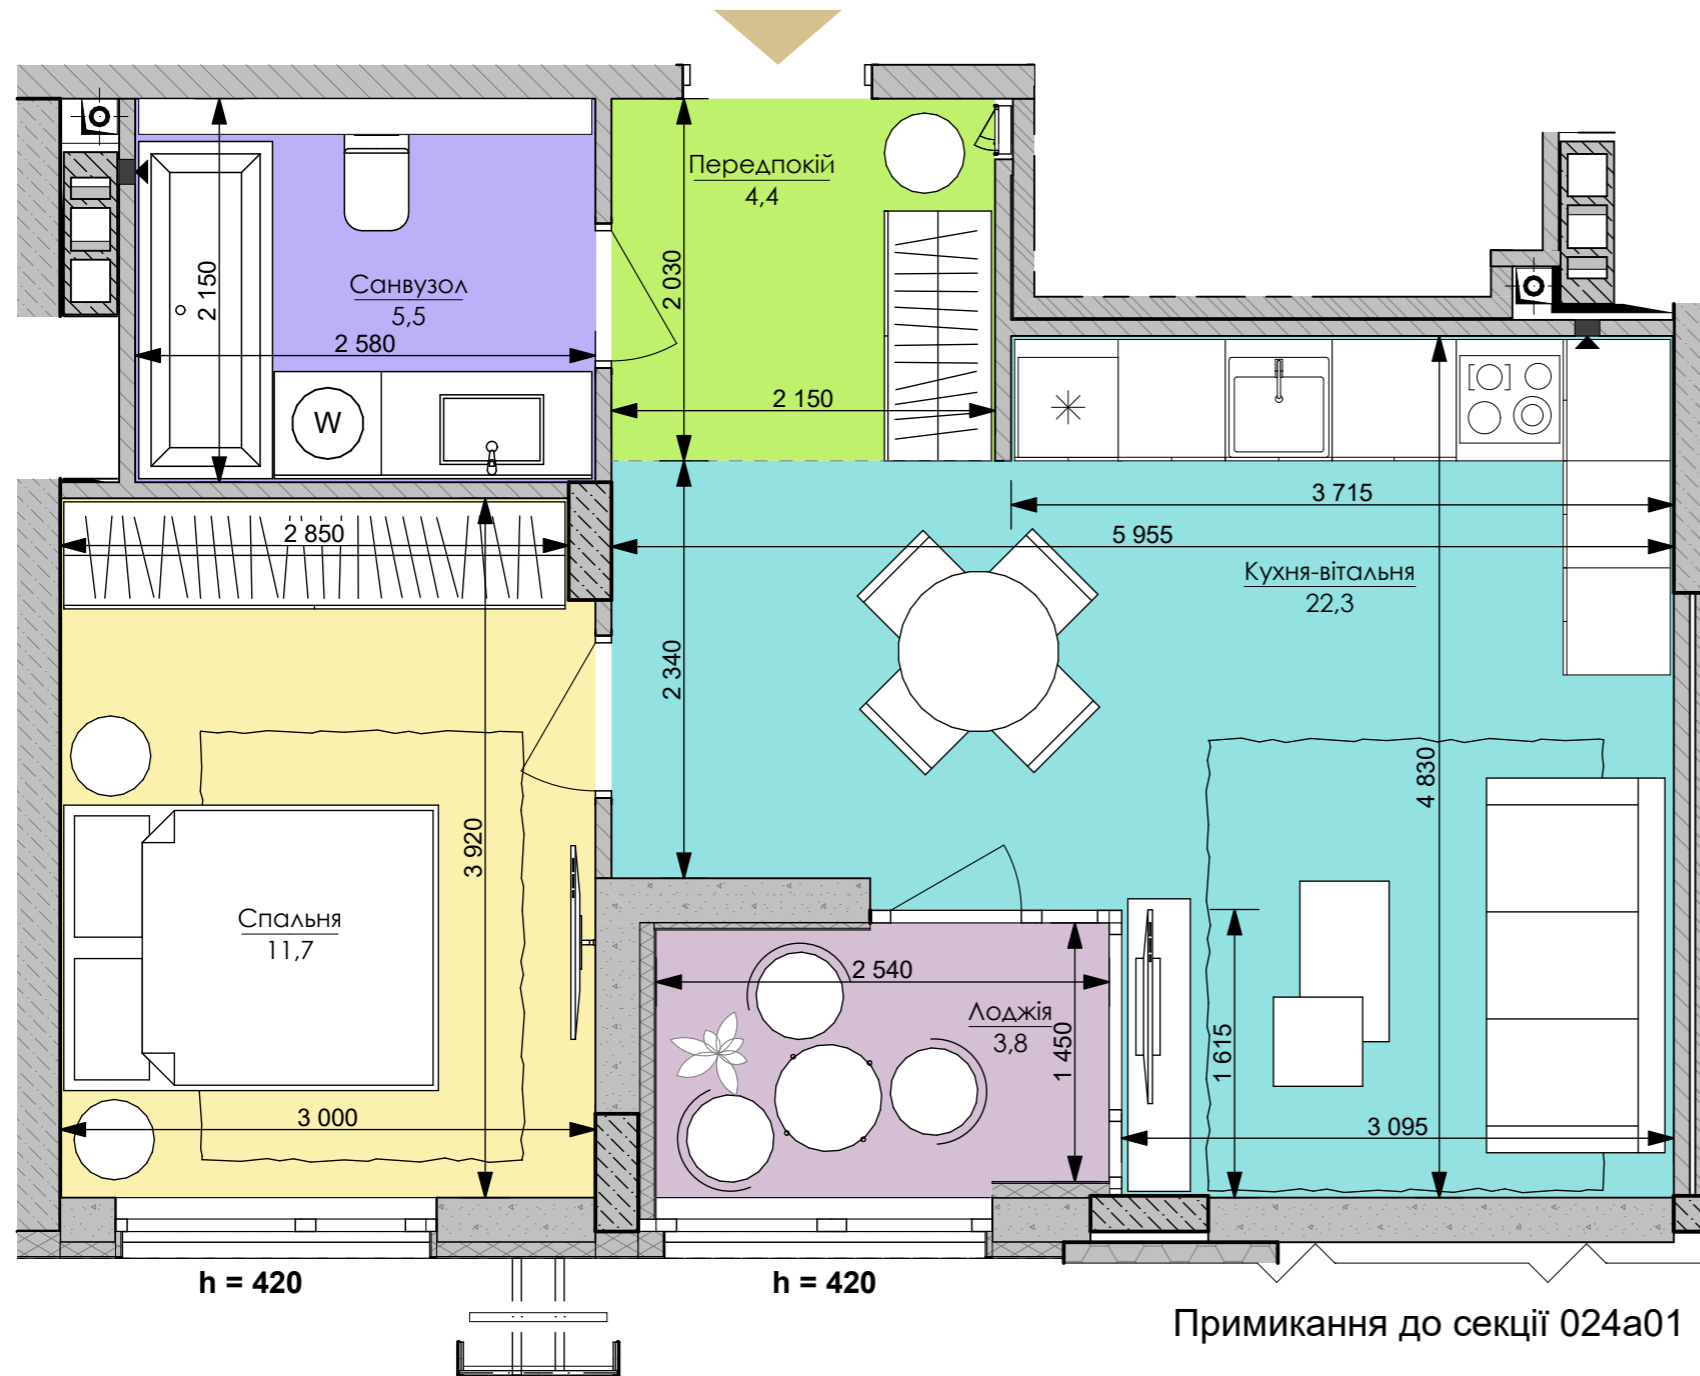 Передпокій
4,4
Санвузол
5,5
2 150
2 580
2 030
2 150
W
3 715
5 955
2 850
Кухня-вітальня
22,3
2 340
4 830
3 920
Спальня
11,7
2 540
Лоджія
3,8
1 450
1 615
3 000
3 095
h = 420
h = 420
Примикання до секції 024а01